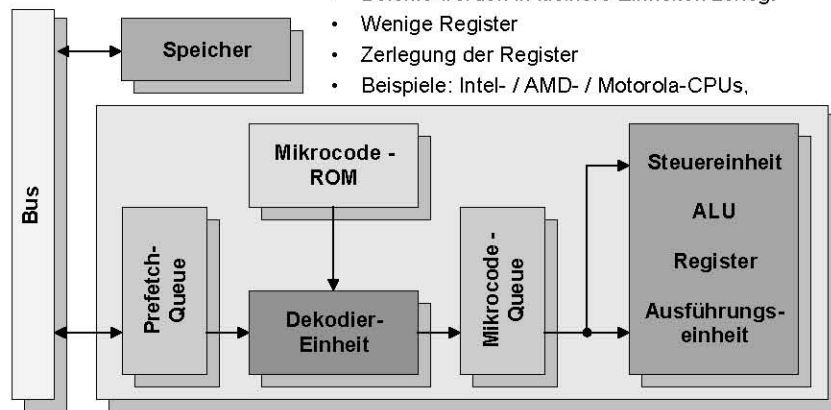 Speicher
• Wenige Register
• Zerlegung der Register
• Beispiele: Intel- / AMD- / Motorola-CPUs,
Bus
Mikrocode -
ROM
Prefetch-
Queue
Dekodier-
Einheit
Mikrocode -
Queue
Steuereinheit
ALU
Register
Ausführungs-
einheit